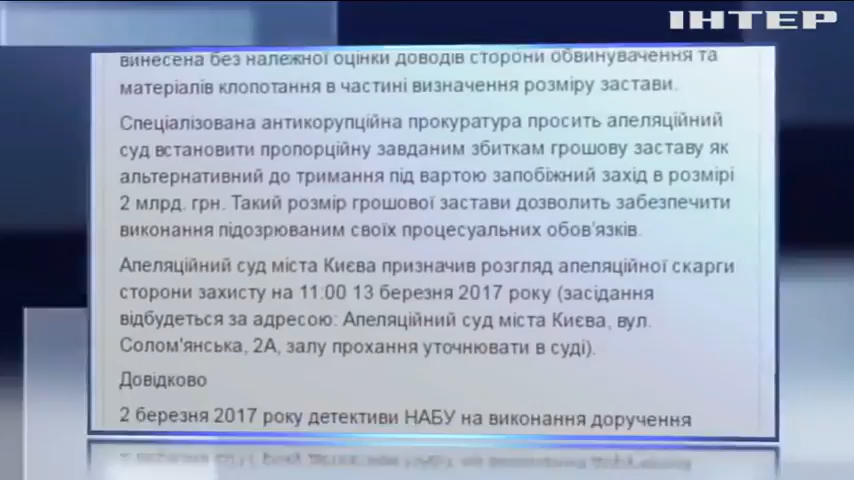 ІНТЕР
винесена без належної оцінки доводів сторони обвинувачення та
матеріалів клопотання в частині визначення розміру застави.
Спеціалізована антикорупційна прокуратура просить апеляційний
суд встановити пропорційну завданим збиткам грошову заставу як
альтернативний до тримання під вартою запобіжний захід в розмірі
2 млрд. грн. Такий розмір грошової застави дозволить забезпечити
виконання підозрюваним своїх процесуальних обов'язків.
Апеляційний суд міста Києва призначив розгляд апеляційної скарги
сторони захисту на 11:00 13 березня 2017 року (засідання
відбудеться за адресою: Апеляційний суд міста Києва, вул.
Солом'янська, 2А, залу прохання уточнювати в суді).
Довідково
2 березня 2017 року детективи НАБУ на виконання доручення